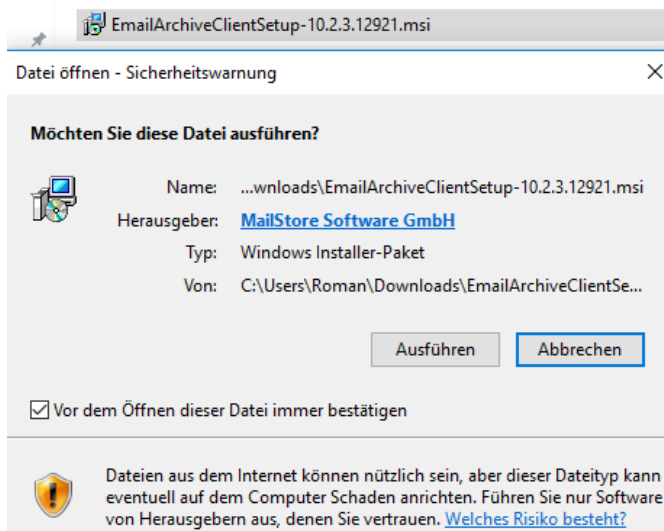 EmailArchiveClientSetup-10.2.3.12921.msi
Datei öffnen - Sicherheitswarnung
Möchten Sie diese Datei ausführen?
Name: ...wnloads\EmailArchiveClientSetup-10.2.3.12921.msi
Herausgeber: MailStore Software GmbH
Typ: Windows Installer-Paket
Von: C:\Users\Roman\Downloads\EmailArchiveClientSe...
Ausführen Abbrechen
Vor dem Öffnen dieser Datei immer bestätigen
Dateien aus dem Internet können nützlich sein, aber dieser Dateityp kann
eventuell auf dem Computer Schaden anrichten. Führen Sie nur Software
von Herausgebern aus, denen Sie vertrauen. Welches Risiko besteht?